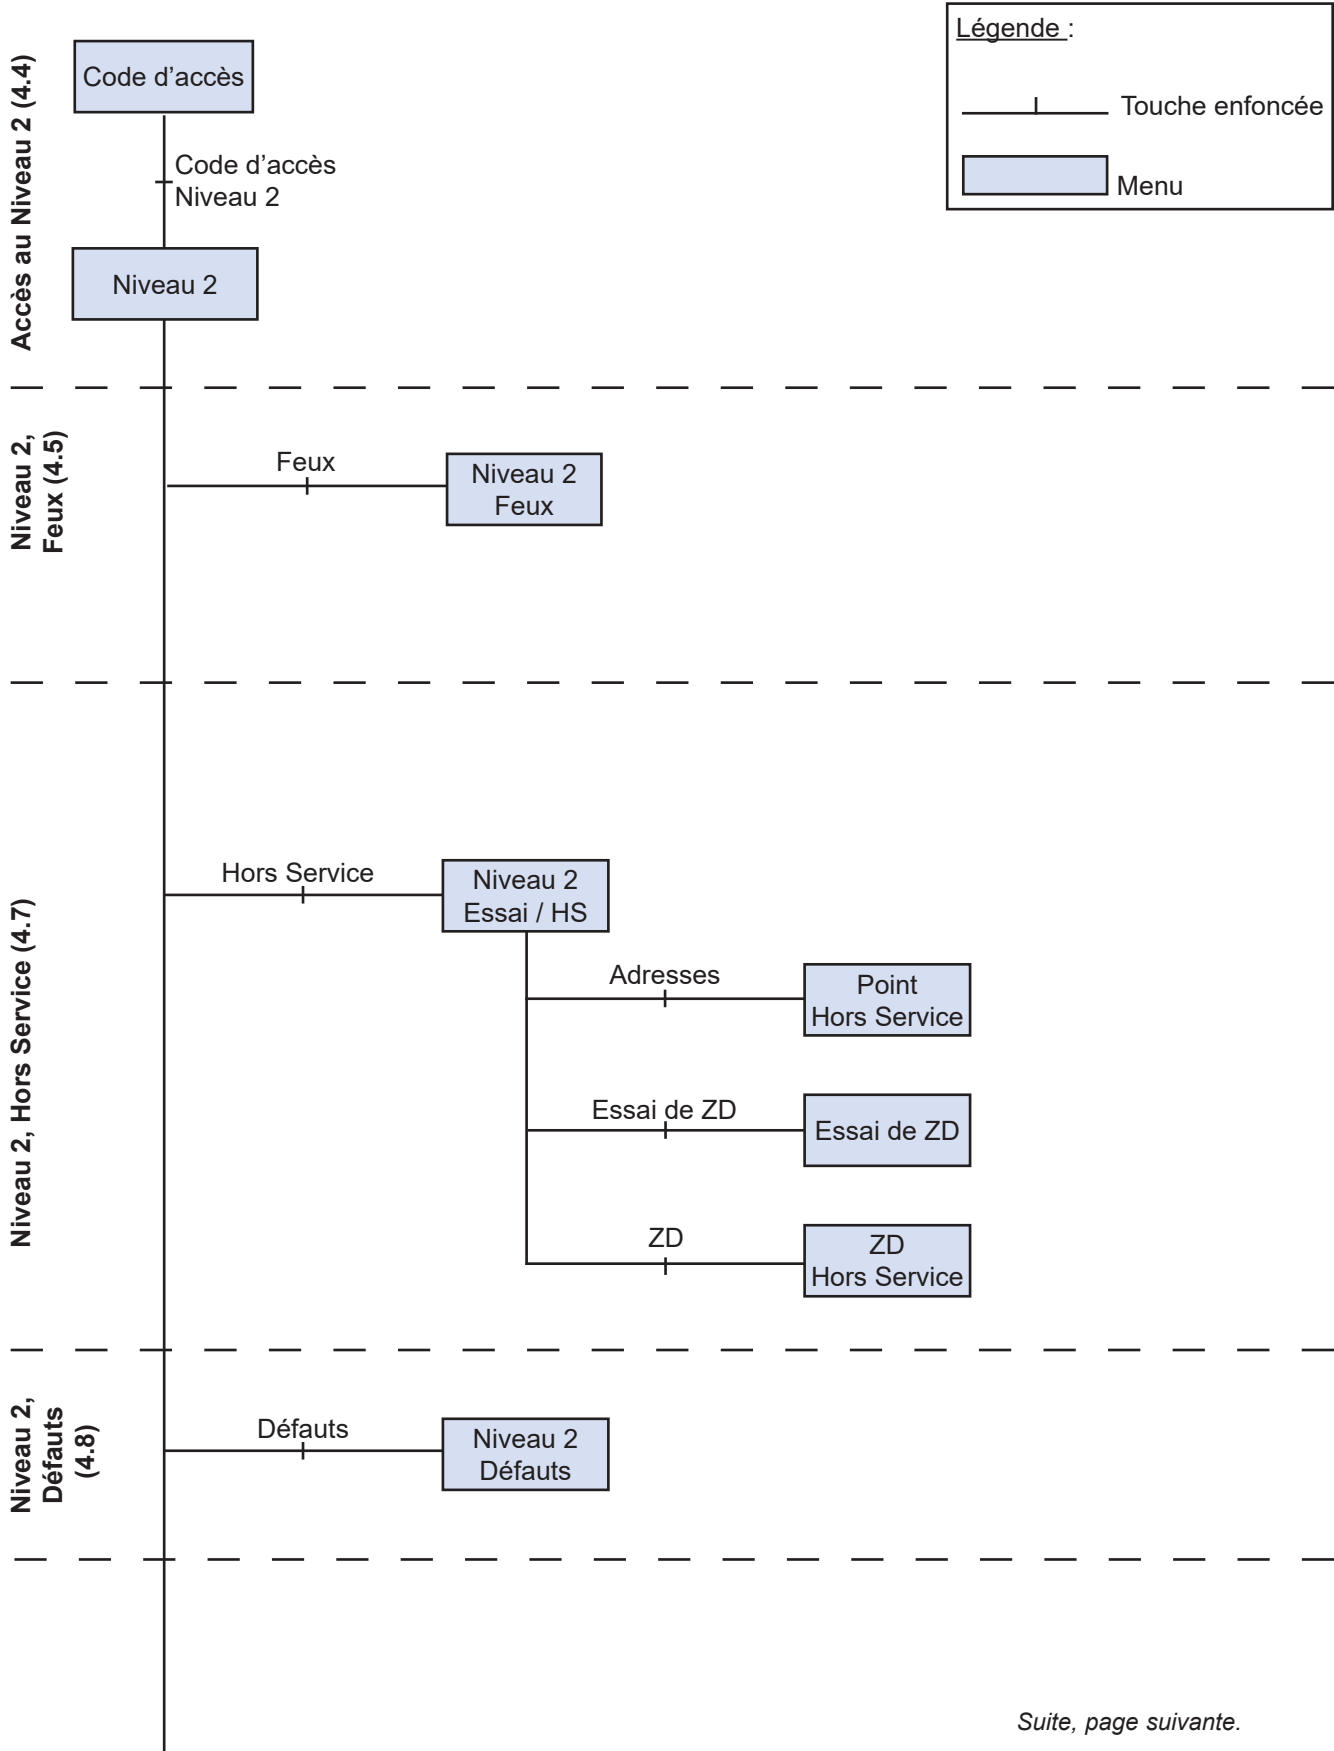 Légende :
Touche enfoncée
Menu
Accès au Niveau 2 (4.4)
Code d'accès
Code d'accès
Niveau 2
Niveau 2
Niveau 2,
Feux (4.5)
Feux
Niveau 2
Feux
Niveau 2, Hors Service (4.7)
Hors Service
Niveau 2
Essai / HS
Adresses
Point
Hors Service
Essai de ZD
Essai de ZD
ZD
ZD
Hors Service
Niveau 2,
Défauts
(4.8)
Défauts
Niveau 2
Défauts
Suite, page suivante.